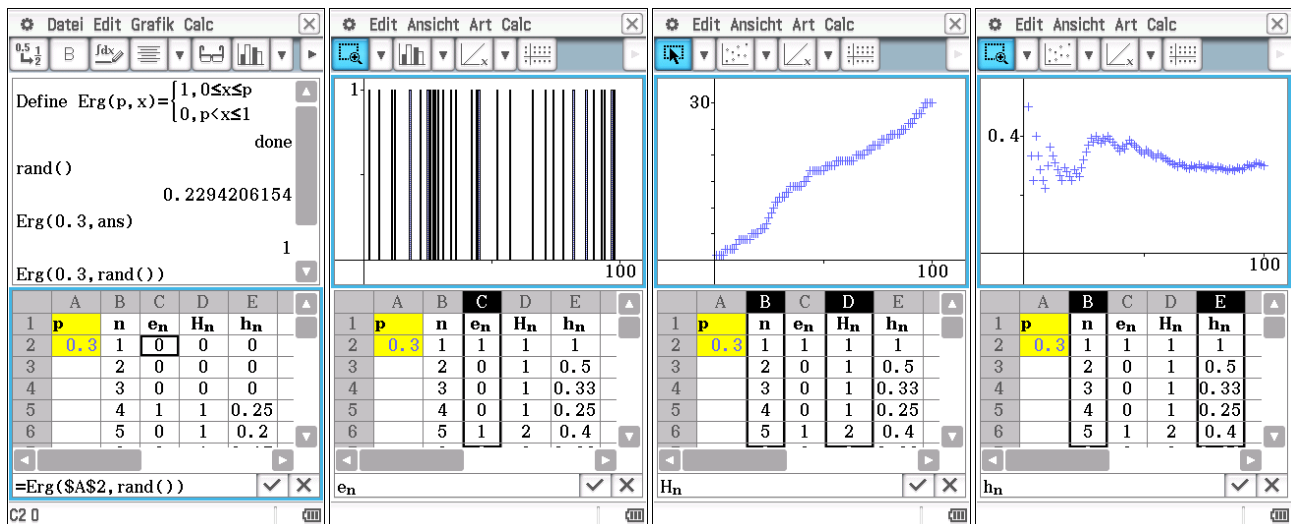 Datei Edit Grafik Calc
0.5 1/2 B ∫dx
Define Erg(p,x)={1,0≤x≤p
0,p<x≤1
done
rand()
0.2294206154
Erg(0.3,ans)
1
Erg(0.3,rand())
A B C D E
1 p n eₙ Hₙ hₙ
2 0.3 1 0 0 0
3 2 0 0 0
4 3 0 0 0
5 4 1 1 0.25
6 5 0 1 0.2
=Erg($A$2,rand())
C2 0
Edit Ansicht Art Calc
1
100
A B C D E
1 p n eₙ Hₙ hₙ
2 0.3 1 1 1 1
3 2 0 1 0.5
4 3 0 1 0.33
5 4 0 1 0.25
6 5 1 2 0.4
eₙ
Edit Ansicht Art Calc
30
100
A B C D E
1 p n eₙ Hₙ hₙ
2 0.3 1 1 1 1
3 2 0 1 0.5
4 3 0 1 0.33
5 4 0 1 0.25
6 5 1 2 0.4
Hₙ
Edit Ansicht Art Calc
0.4
100
A B C D E
1 p n eₙ Hₙ hₙ
2 0.3 1 1 1 1
3 2 0 1 0.5
4 3 0 1 0.33
5 4 0 1 0.25
6 5 1 2 0.4
hₙ